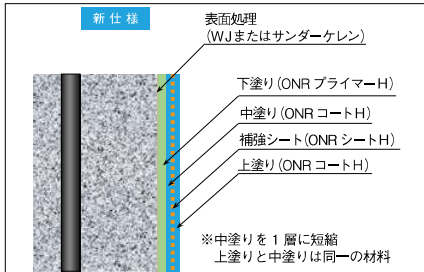 新仕様
表面処理
(WJまたはサンダーケレン)
下塗り(ONRプライマーH)
中塗り(ONRコートH)
補強シート(ONRシートH)
上塗り(ONRコートH)
※中塗りを1層に短縮
上塗りと中塗りは同一の材料